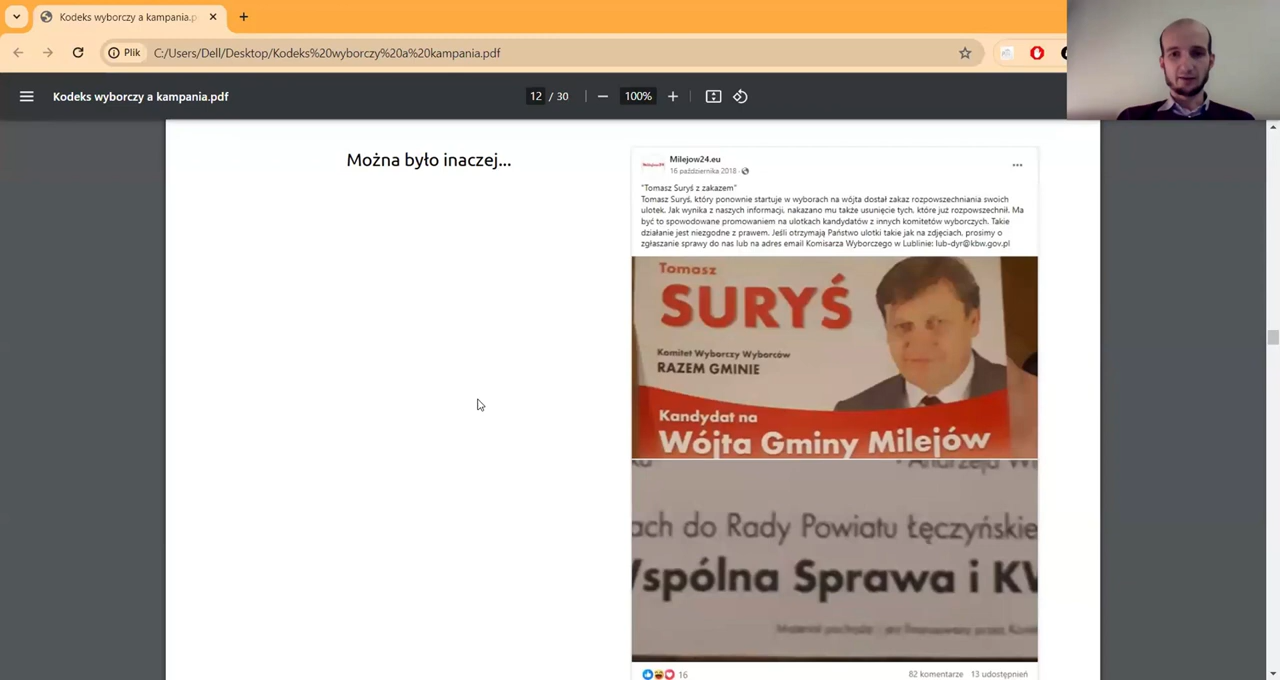 Kodeks wyborczy a kampania.p
Plik
C:/Users/Dell/Desktop/Kodeks%20wyborczy%20a%20kampania.pdf
Kodeks wyborczy a kampania.pdf
12 / 30
100%
Można było inaczej...
Milejow24.eu
16 października 2018
"Tomasz Suryś z zakazem"
Tomasz Suryś, który ponownie startuje w wyborach na wójta dostał zakaz rozpowszechniania swoich
ulotek. Jak wynika z naszych informacji, nakazano mu także usunięcie tych, które już rozpowszechnił. Ma
być to spowodowane promowaniem na ulotkach kandydatów z innych komitetów wyborczych. Takie
działanie jest niezgodne z prawem. Jeśli otrzymają Państwo ulotki takie jak na zdjęciach, prosimy o
zgłaszanie sprawy do nas lub na adres email Komisarza Wyborczego w Lublinie: lub-dyr@kbw.gov.pl
Tomasz
SURYŚ
Komitet Wyborczy Wyborców
RAZEM GMINIE
Kandydat na
Wójta Gminy Milejów
ach do Rady Powiatu Łęczyńskie
Wspólna Sprawa i KW
16
82 komentarze 13 udostępnień